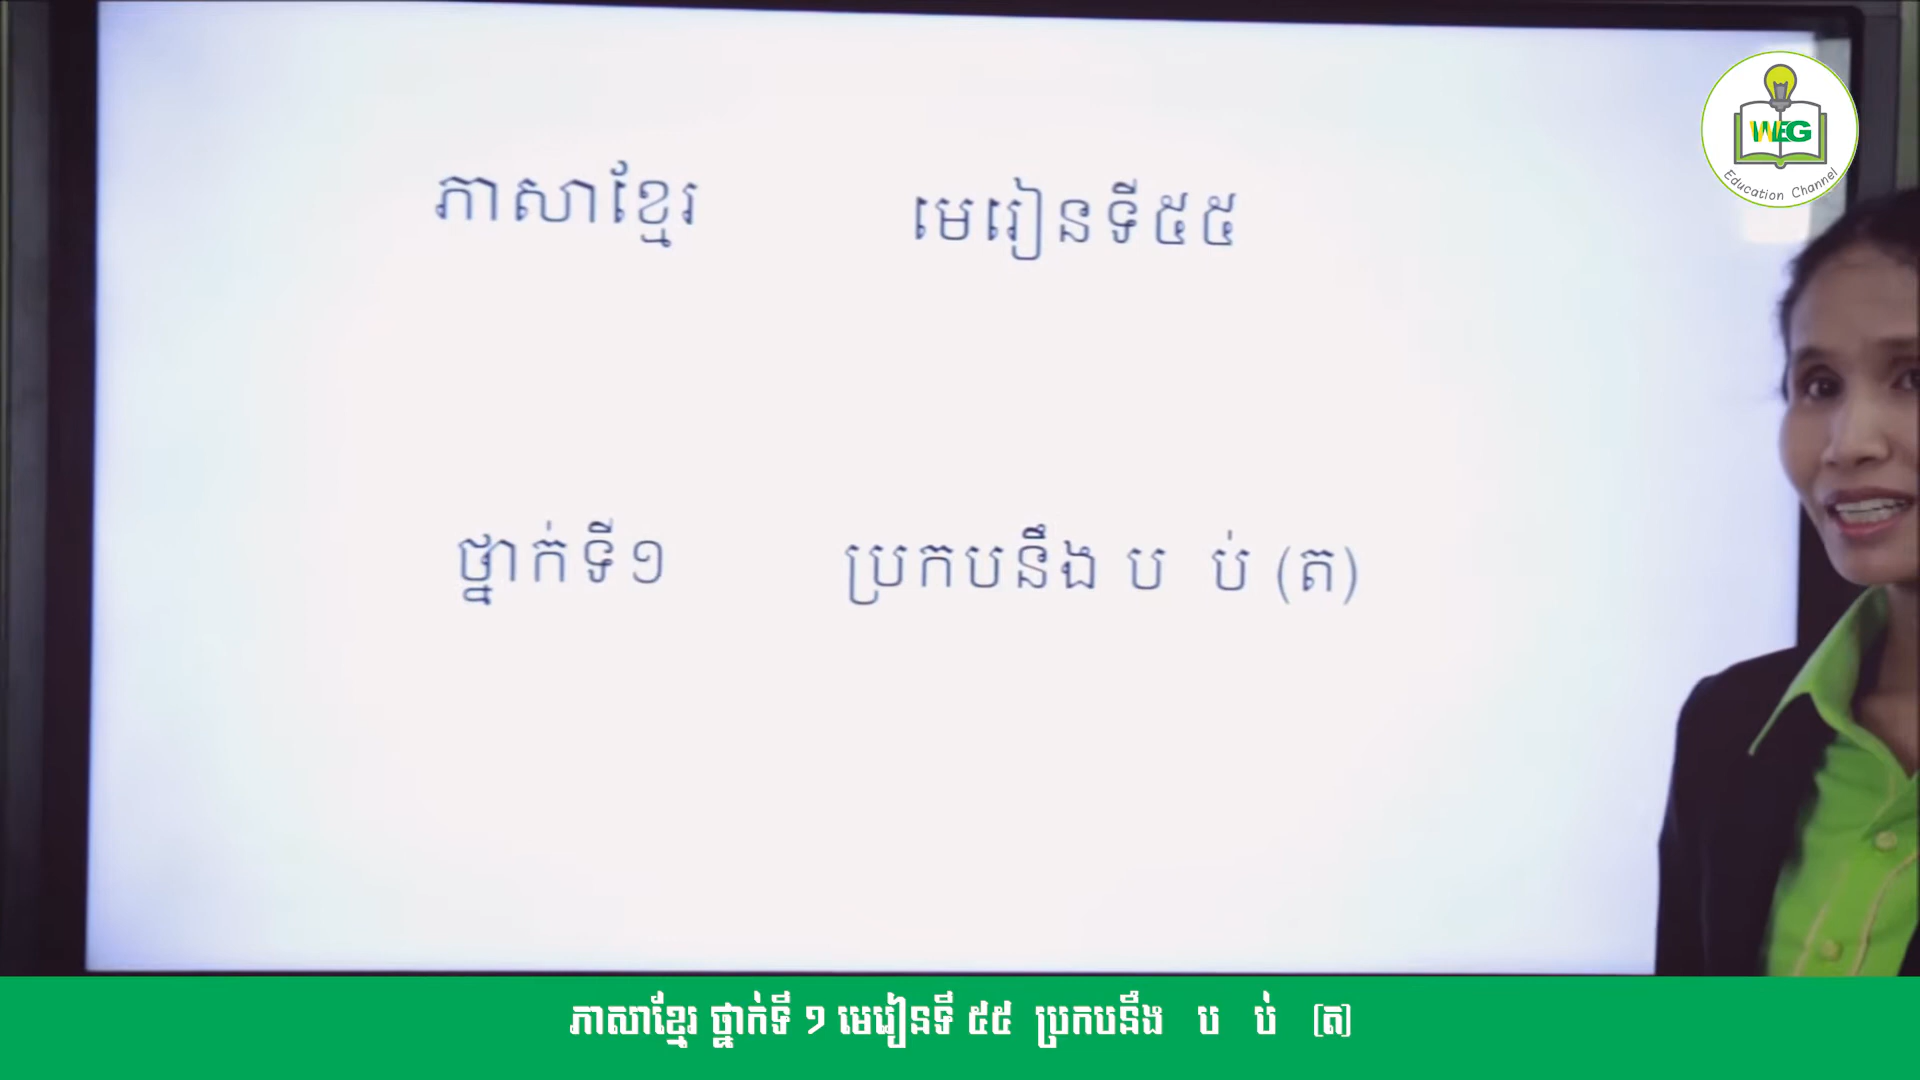 WEG
Education Channel
ភាសាខ្មែរ មេរៀនទី៥៥
ថ្នាក់ទី១ ប្រកបនឹង ប ប់ (ត)
ភាសាខ្មែរ ថ្នាក់ទី ១ មេរៀនទី ៥៥ ប្រកបនឹង ប ប់ (ត)